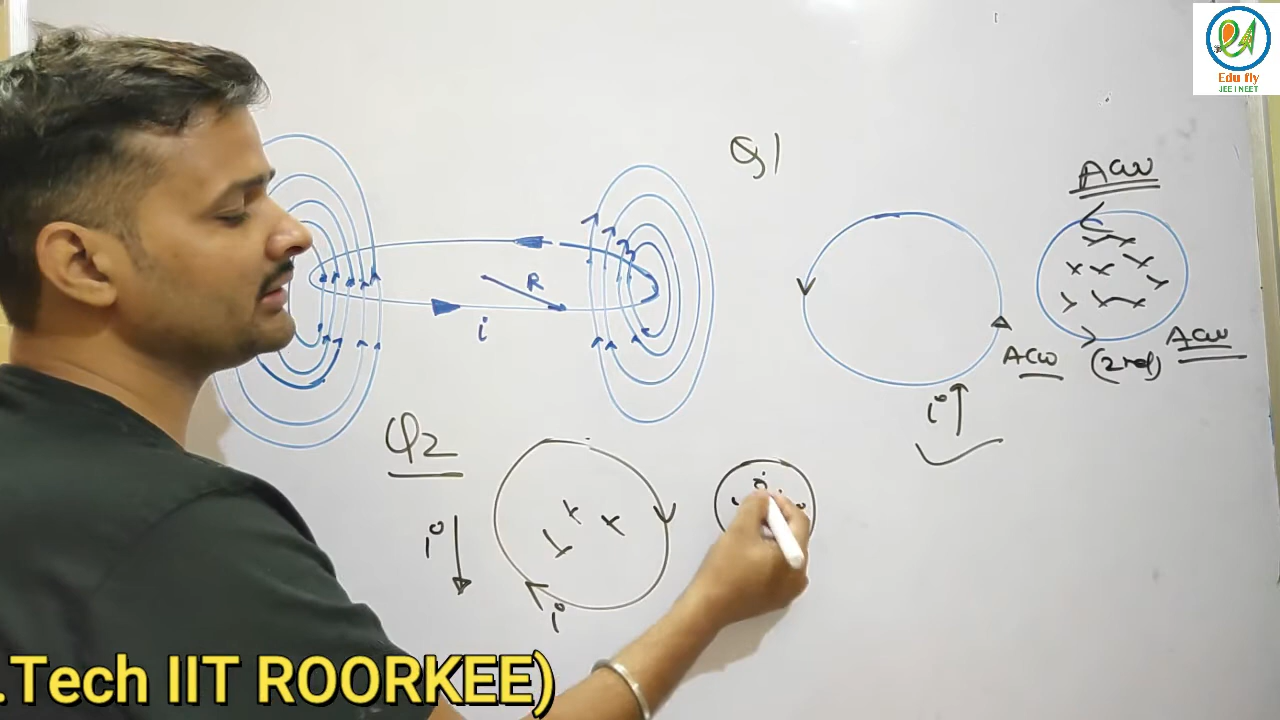 Edu fly
JEE I NEET
Q1
ACW
R
i
ACW
(2nd)
ACW
i↑
Q2
i↓
i
.Tech IIT ROORKEE)